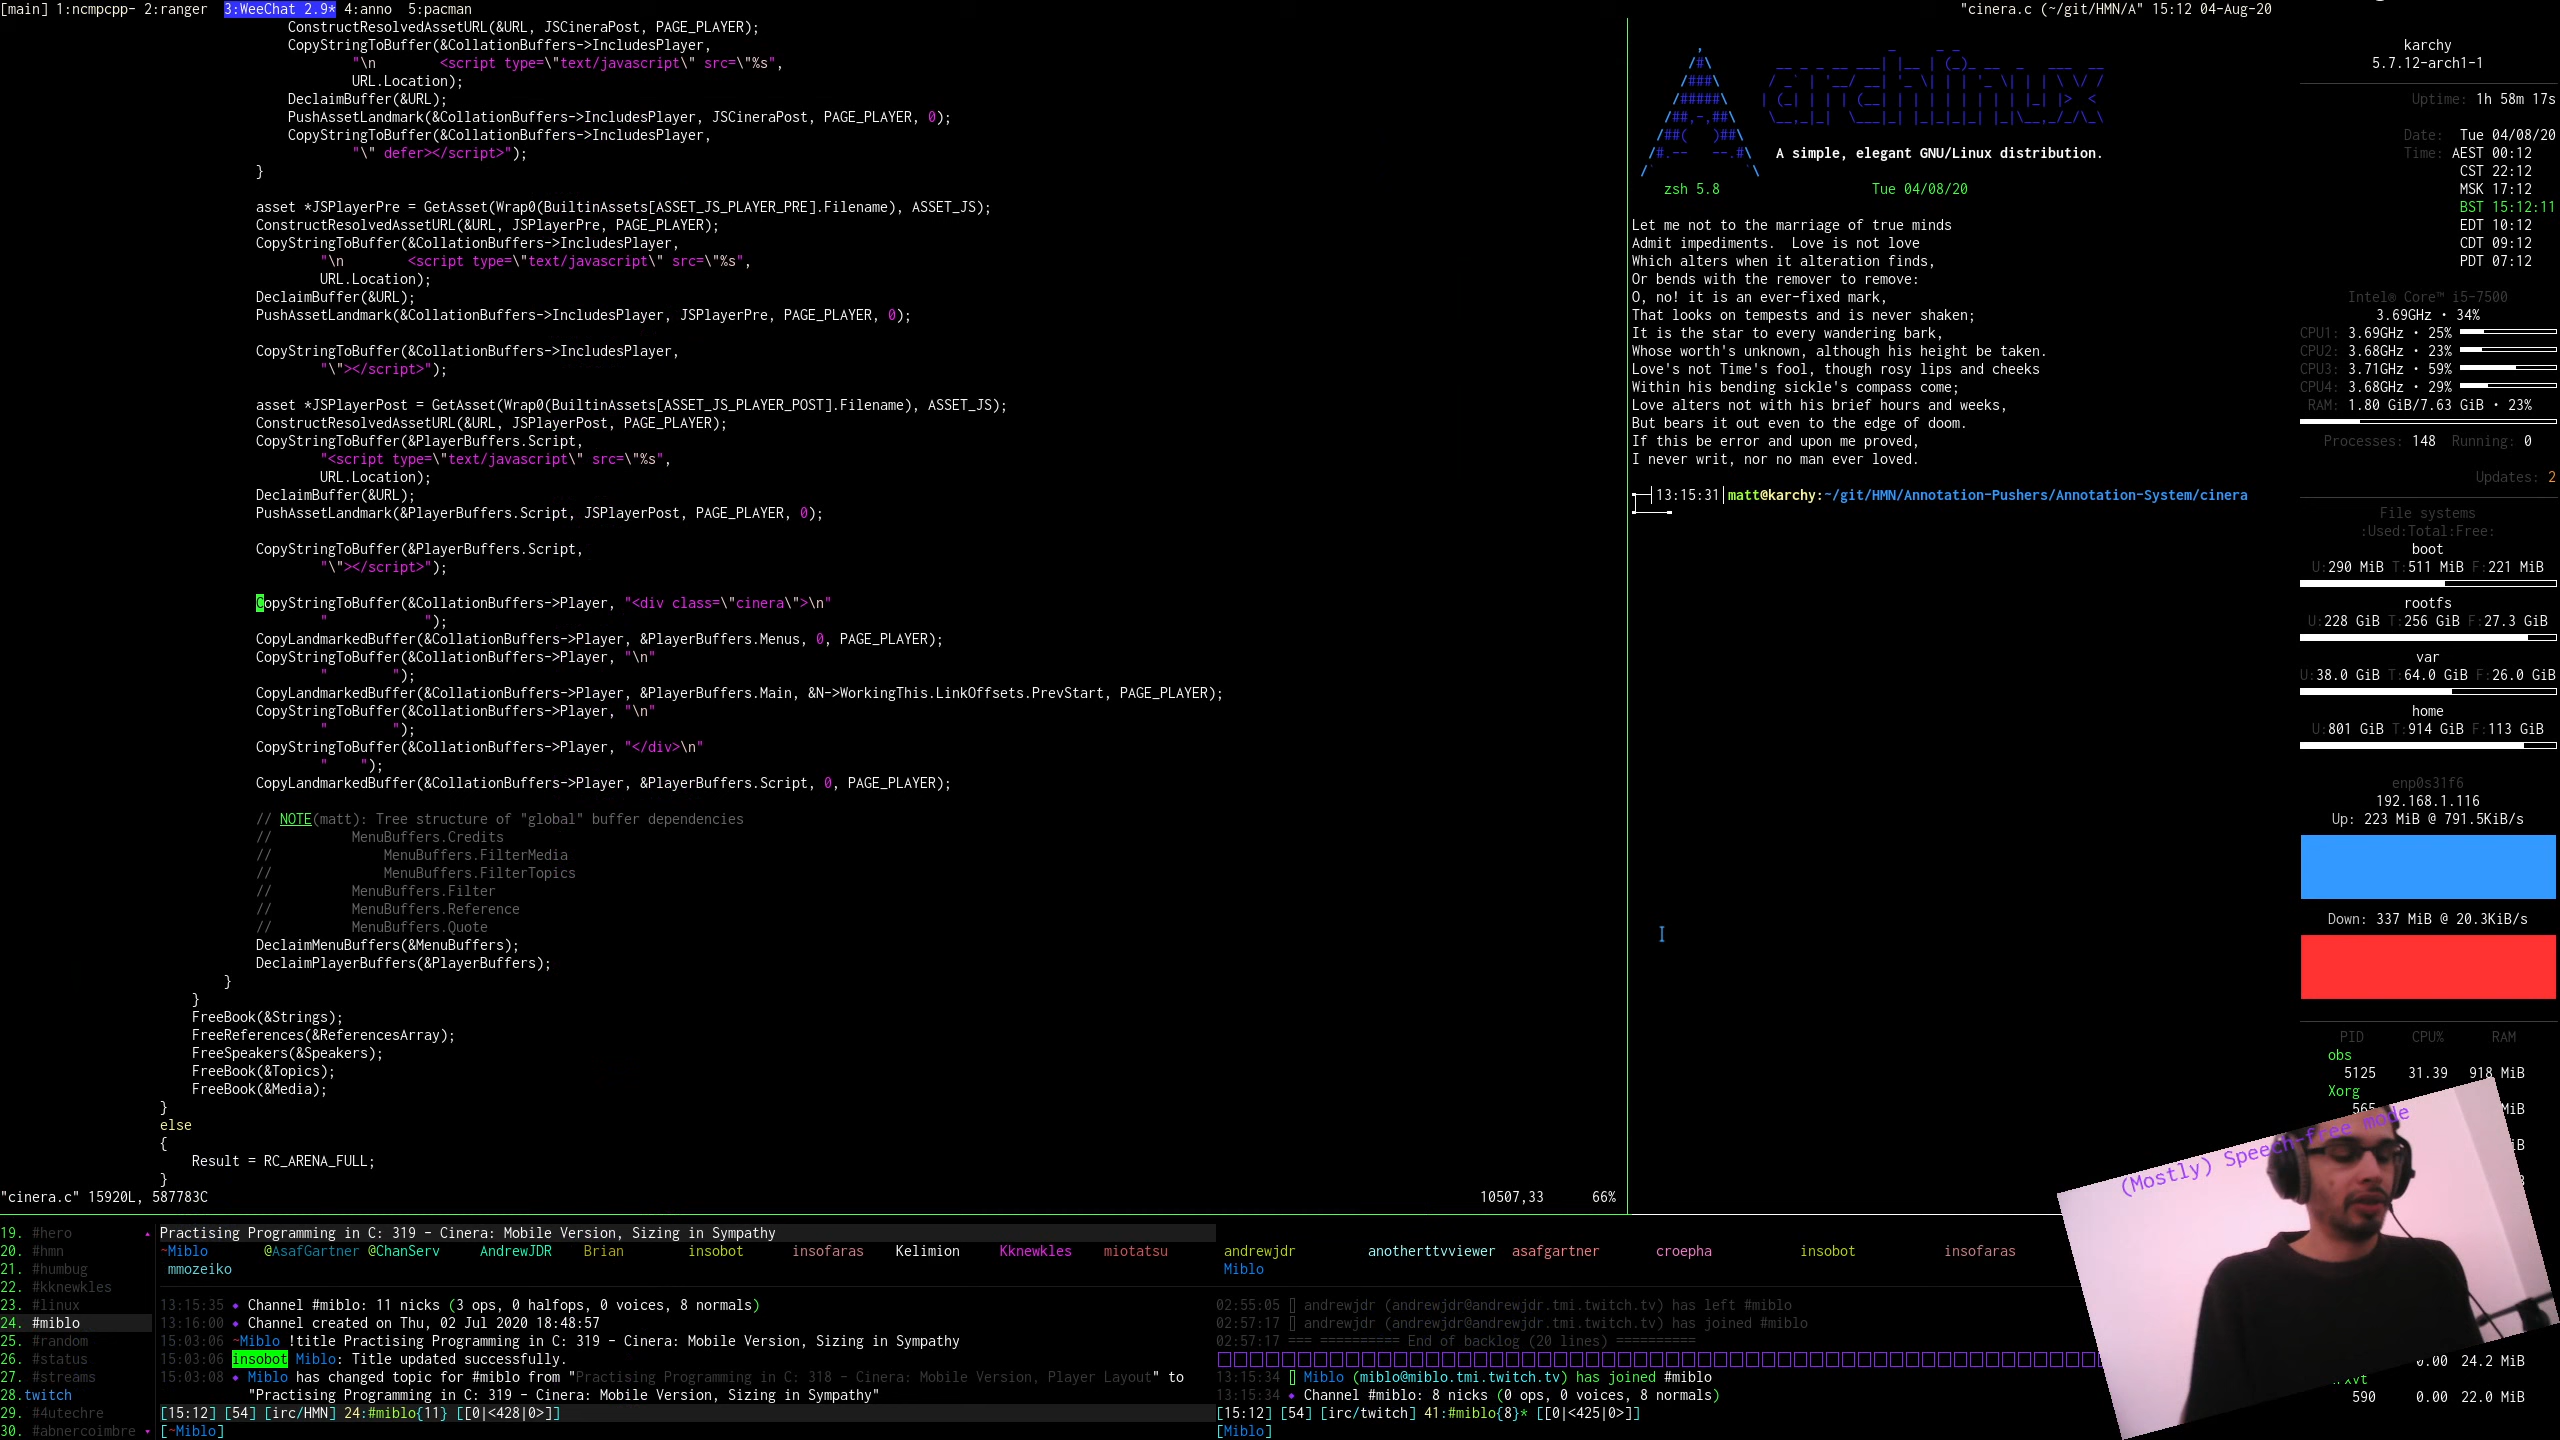 [main] 1:ncmpcpp- 2:ranger  3:WeeChat 2.9* 4:anno  5:pacman
"cinera.c (~/git/HMN/A" 15:12 04-Aug-20
ConstructResolvedAssetURL(&URL, JSCineraPost, PAGE_PLAYER);
CopyStringToBuffer(&CollationBuffers->IncludesPlayer,
"\n        <script type=\"text/javascript\" src=\"%s",
URL.Location);
DeclaimBuffer(&URL);
PushAssetLandmark(&CollationBuffers->IncludesPlayer, JSCineraPost, PAGE_PLAYER, 0);
CopyStringToBuffer(&CollationBuffers->IncludesPlayer,
"\" defer></script>");
}
asset *JSPlayerPre = GetAsset(Wrap0(BuiltinAssets[ASSET_JS_PLAYER_PRE].Filename), ASSET_JS);
ConstructResolvedAssetURL(&URL, JSPlayerPre, PAGE_PLAYER);
CopyStringToBuffer(&CollationBuffers->IncludesPlayer,
"\n        <script type=\"text/javascript\" src=\"%s",
URL.Location);
DeclaimBuffer(&URL);
PushAssetLandmark(&CollationBuffers->IncludesPlayer, JSPlayerPre, PAGE_PLAYER, 0);
CopyStringToBuffer(&CollationBuffers->IncludesPlayer,
"\"></script>");
asset *JSPlayerPost = GetAsset(Wrap0(BuiltinAssets[ASSET_JS_PLAYER_POST].Filename), ASSET_JS);
ConstructResolvedAssetURL(&URL, JSPlayerPost, PAGE_PLAYER);
CopyStringToBuffer(&PlayerBuffers.Script,
"<script type=\"text/javascript\" src=\"%s",
URL.Location);
DeclaimBuffer(&URL);
PushAssetLandmark(&PlayerBuffers.Script, JSPlayerPost, PAGE_PLAYER, 0);
CopyStringToBuffer(&PlayerBuffers.Script,
"\"></script>");
CopyStringToBuffer(&CollationBuffers->Player, "<div class=\"cinera\">\n"
"            ");
CopyLandmarkedBuffer(&CollationBuffers->Player, &PlayerBuffers.Menus, 0, PAGE_PLAYER);
CopyStringToBuffer(&CollationBuffers->Player, "\n"
"        ");
CopyLandmarkedBuffer(&CollationBuffers->Player, &PlayerBuffers.Main, &N->WorkingThis.LinkOffsets.PrevStart, PAGE_PLAYER);
CopyStringToBuffer(&CollationBuffers->Player, "\n"
"        ");
CopyStringToBuffer(&CollationBuffers->Player, "</div>\n"
"    ");
CopyLandmarkedBuffer(&CollationBuffers->Player, &PlayerBuffers.Script, 0, PAGE_PLAYER);
// NOTE(matt): Tree structure of "global" buffer dependencies
//          MenuBuffers.Credits
//              MenuBuffers.FilterMedia
//              MenuBuffers.FilterTopics
//          MenuBuffers.Filter
//          MenuBuffers.Reference
//          MenuBuffers.Quote
DeclaimMenuBuffers(&MenuBuffers);
DeclaimPlayerBuffers(&PlayerBuffers);
}
}
FreeBook(&Strings);
FreeReferences(&ReferencesArray);
FreeSpeakers(&Speakers);
FreeBook(&Topics);
FreeBook(&Media);
}
else
{
Result = RC_ARENA_FULL;
}
"cinera.c" 15920L, 587783C
10507,33      66%
A simple, elegant GNU/Linux distribution.
zsh 5.8
Tue 04/08/20
Let me not to the marriage of true minds
Admit impediments.  Love is not love
Which alters when it alteration finds,
Or bends with the remover to remove:
O, no! it is an ever-fixed mark,
That looks on tempests and is never shaken;
It is the star to every wandering bark,
Whose worth's unknown, although his height be taken.
Love's not Time's fool, though rosy lips and cheeks
Within his bending sickle's compass come;
Love alters not with his brief hours and weeks,
But bears it out even to the edge of doom.
If this be error and upon me proved,
I never writ, nor no man ever loved.
13:15:31 matt@karchy:~/git/HMN/Annotation-Pushers/Annotation-System/cinera
karchy
5.7.12-arch1-1
Uptime: 1h 58m 17s
Date: Tue 04/08/20
Time: AEST 00:12
CST 22:12
MSK 17:12
BST 15:12:11
EDT 10:12
CDT 09:12
PDT 07:12
Intel® Core™ i5-7500
3.69GHz · 34%
CPU1: 3.69GHz · 25%
CPU2: 3.68GHz · 23%
CPU3: 3.71GHz · 59%
CPU4: 3.68GHz · 29%
RAM: 1.80 GiB/7.63 GiB · 23%
Processes: 148  Running: 0
Updates: 2
File systems
:Used:Total:Free:
boot
U:290 MiB T:511 MiB F:221 MiB
rootfs
U:228 GiB T:256 GiB F:27.3 GiB
var
U:38.0 GiB T:64.0 GiB F:26.0 GiB
home
U:801 GiB T:914 GiB F:113 GiB
enp0s31f6
192.168.1.116
Up: 223 MiB @ 791.5KiB/s
Down: 337 MiB @ 20.3KiB/s
PID  CPU%  RAM
obs
5125  31.39  918 MiB
Xorg
565
(Mostly) Speech-free mode
0.00  24.2 MiB
590  0.00  22.0 MiB
19. #hero
20. #hmn
21. #humbug
22. #kknewkles
23. #linux
24. #miblo
25. #random
26. #status
27. #streams
28.twitch
29. #4utechre
30. #abnercoimbre
Practising Programming in C: 319 - Cinera: Mobile Version, Sizing in Sympathy
~Miblo  @AsafGartner @ChanServ  AndrewJDR  Brian  insobot  insofaras  Kelimion  Kknewkles  miotatsu
mmozeiko
13:15:35 Channel #miblo: 11 nicks (3 ops, 0 halfops, 0 voices, 8 normals)
13:16:00 Channel created on Thu, 02 Jul 2020 18:48:57
15:03:06 ~Miblo !title Practising Programming in C: 319 - Cinera: Mobile Version, Sizing in Sympathy
15:03:06 insobot Miblo: Title updated successfully.
15:03:08 Miblo has changed topic for #miblo from "Practising Programming in C: 318 - Cinera: Mobile Version, Player Layout" to
"Practising Programming in C: 319 - Cinera: Mobile Version, Sizing in Sympathy"
[15:12] [54] [irc/HMN] 24:#miblo{11} [[0|<428|0>]]
[~Miblo]
andrewjdr  anotherttvviewer  asafgartner  croepha  insobot  insofaras
Miblo
02:55:05 andrewjdr (andrewjdr@andrewjdr.tmi.twitch.tv) has left #miblo
02:57:17 andrewjdr (andrewjdr@andrewjdr.tmi.twitch.tv) has joined #miblo
02:57:17 === ========== End of backlog (20 lines) ==========
13:15:34 Miblo (miblo@miblo.tmi.twitch.tv) has joined #miblo
13:15:34 Channel #miblo: 8 nicks (0 ops, 0 voices, 8 normals)
[15:12] [54] [irc/twitch] 41:#miblo{8}* [[0|<425|0>]]
[Miblo]